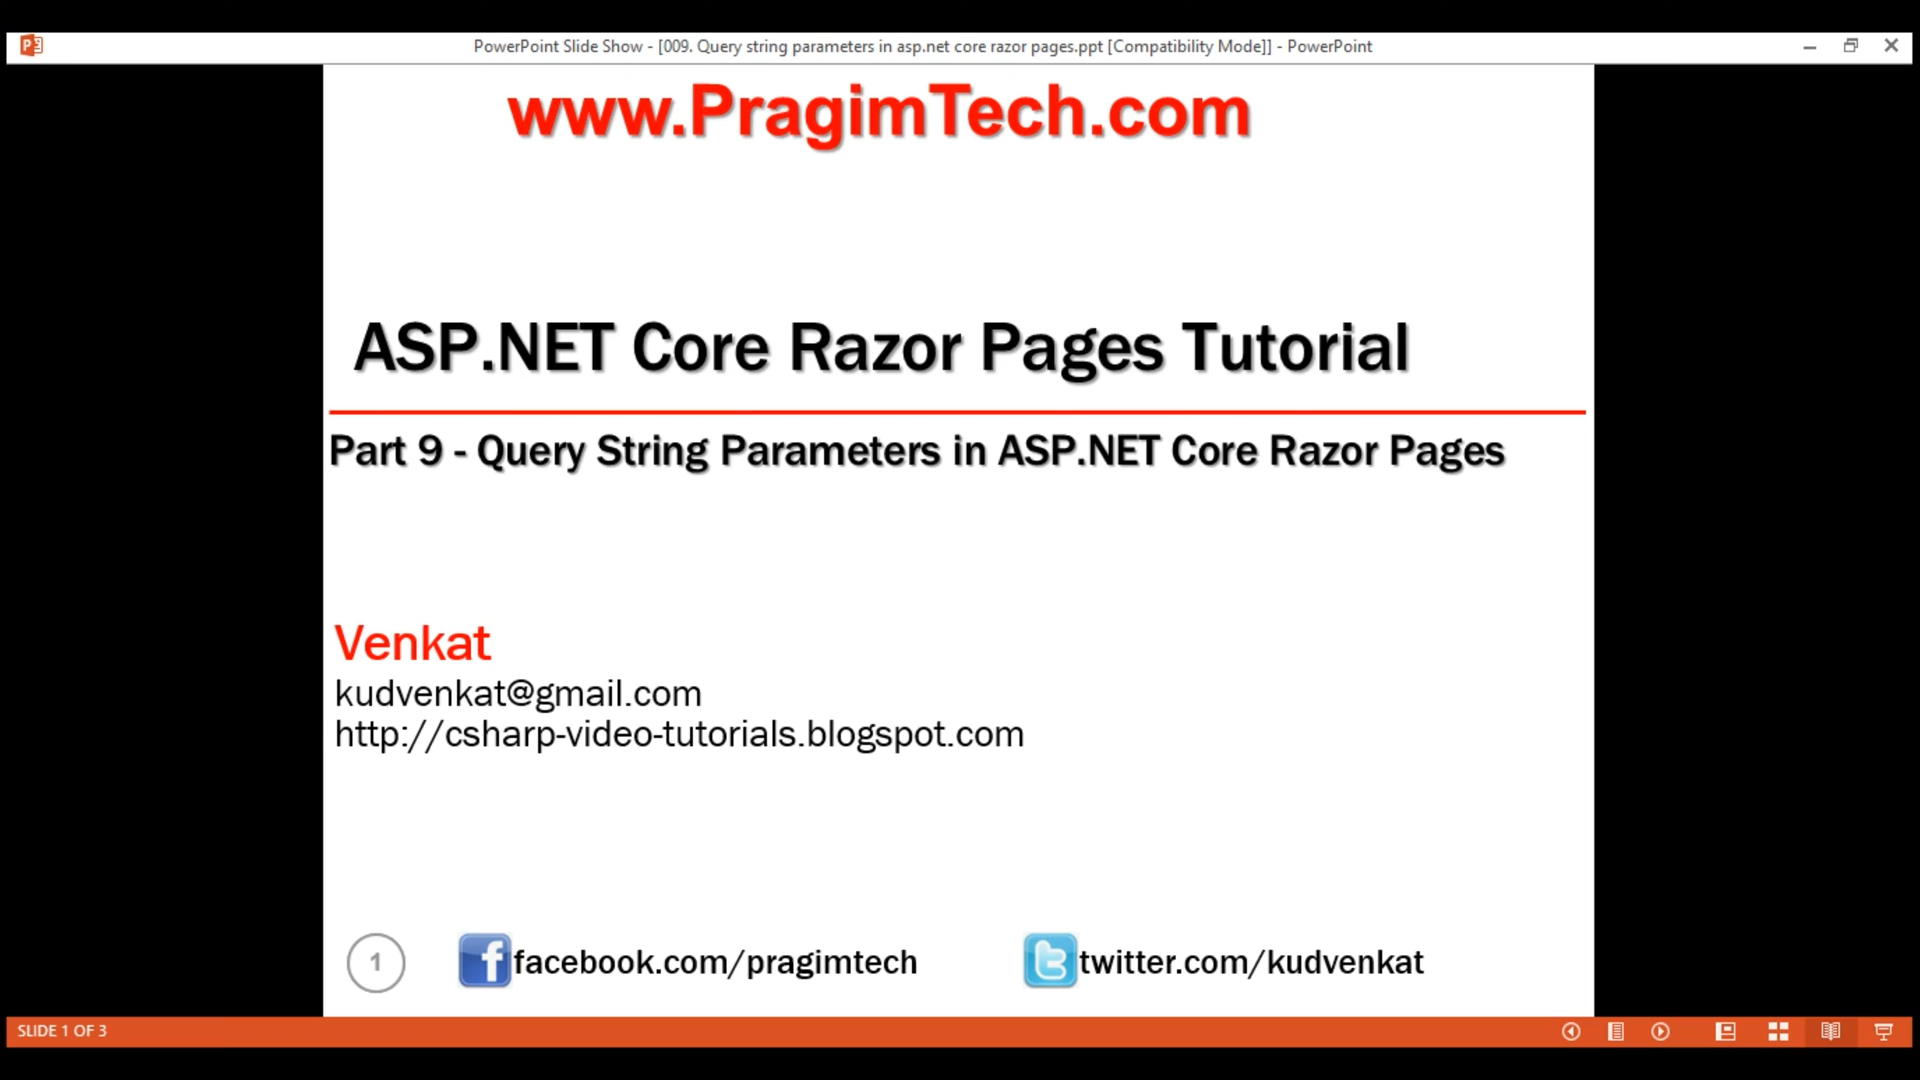 PowerPoint Slide Show - [009. Query string parameters in asp.net core razor pages.ppt [Compatibility Mode]] - PowerPoint
www.PragimTech.com
ASP.NET Core Razor Pages Tutorial
Part 9 - Query String Parameters in ASP.NET Core Razor Pages
Venkat
kudvenkat@gmail.com
http://csharp-video-tutorials.blogspot.com
1 facebook.com/pragimtech twitter.com/kudvenkat
SLIDE 1 OF 3